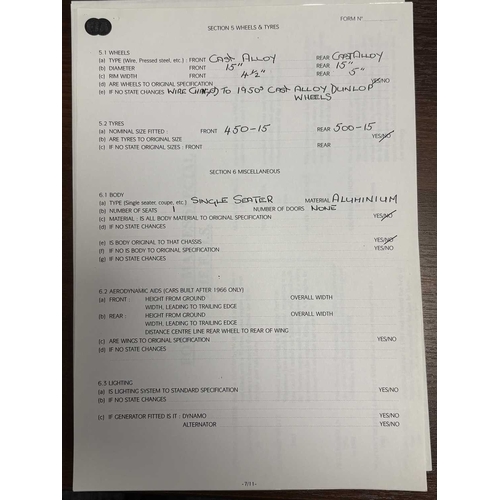 FORM Nº
SECTION 5 WHEELS & TYRES
5.1 WHEELS
(a) TYPE (Wire, Pressed steel, etc.) FRONT CAST ALLOY REAR CAST ALLOY
(b) DIAMETER FRONT 15" REAR 15"
(c) RIM WIDTH FRONT 4½" REAR 5"
(d) ARE WHEELS TO ORIGINAL SPECIFICATION YES/NO
(e) IF NO STATE CHANGES WIRE TO 1950s CAST ALLOY DUNLOP
WHEELS
5.2 TYRES
(a) NOMINAL SIZE FITTED : FRONT 450-15 REAR 500-15
(b) ARE TYRES TO ORIGINAL SIZE YES/NO
(c) IF NO STATE ORIGINAL SIZES : FRONT REAR
SECTION 6 MISCELLANEOUS
6.1 BODY
(a) TYPE (Single seater, coupe, etc.) SINGLE SEATER MATERIAL ALUMINIUM
(b) NUMBER OF SEATS 1 NUMBER OF DOORS NONE
(c) MATERIAL : IS ALL BODY MATERIAL TO ORIGINAL SPECIFICATION YES/NO
(d) IF NO STATE CHANGES
(e) IS BODY ORIGINAL TO THAT CHASSIS YES/NO
(f) IF NO IS BODY TO ORIGINAL SPECIFICATION YES/NO
(g) IF NO STATE CHANGES
6.2 AERODYNAMIC AIDS (CARS BUILT AFTER 1966 ONLY)
(a) FRONT : HEIGHT FROM GROUND OVERALL WIDTH
WIDTH, LEADING TO TRAILING EDGE
(b) REAR : HEIGHT FROM GROUND OVERALL WIDTH
WIDTH, LEADING TO TRAILING EDGE
DISTANCE CENTRE LINE REAR WHEEL TO REAR OF WING
(c) ARE WINGS TO ORIGINAL SPECIFICATION YES/NO
(d) IF NO STATE CHANGES
6.3 LIGHTING
(a) IS LIGHTING SYSTEM TO STANDARD SPECIFICATION YES/NO
(b) IF NO STATE CHANGES
(c) IF GENERATOR FITTED IS IT : DYNAMO YES/NO
ALTERNATOR YES/NO
-7/11-